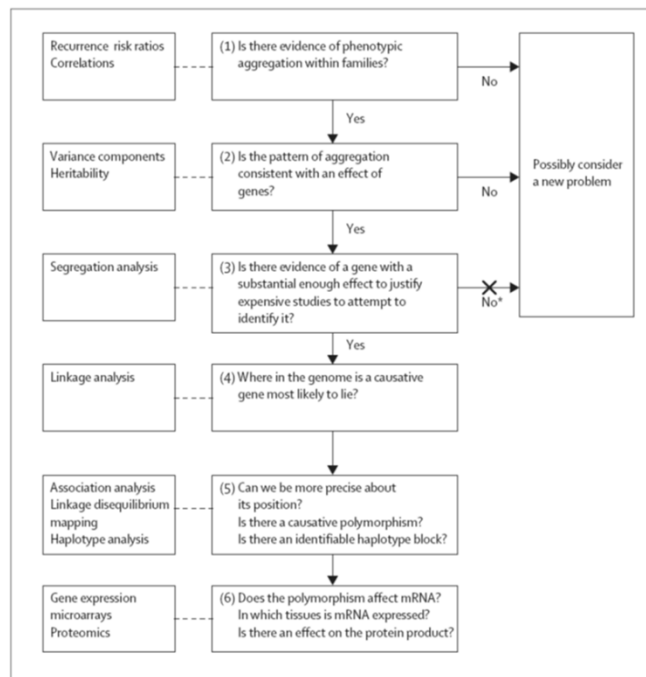 Recurrence risk ratios
Correlations
(1) Is there evidence of phenotypic
aggregation within families?
No
Yes
Variance components
Heritability
(2) Is the pattern of aggregation
consistent with an effect of
genes?
No
Possibly consider
a new problem
Yes
Segregation analysis
(3) Is there evidence of a gene with a
substantial enough effect to justify
expensive studies to attempt to
identify it?
No*
Yes
Linkage analysis
(4) Where in the genome is a causative
gene most likely to lie?
Association analysis
Linkage disequilibrium
mapping
Haplotype analysis
(5) Can we be more precise about
its position?
Is there a causative polymorphism?
Is there an identifiable haplotype block?
Gene expression
microarrays
Proteomics
(6) Does the polymorphism affect mRNA?
In which tissues is mRNA expressed?
Is there an effect on the protein product?